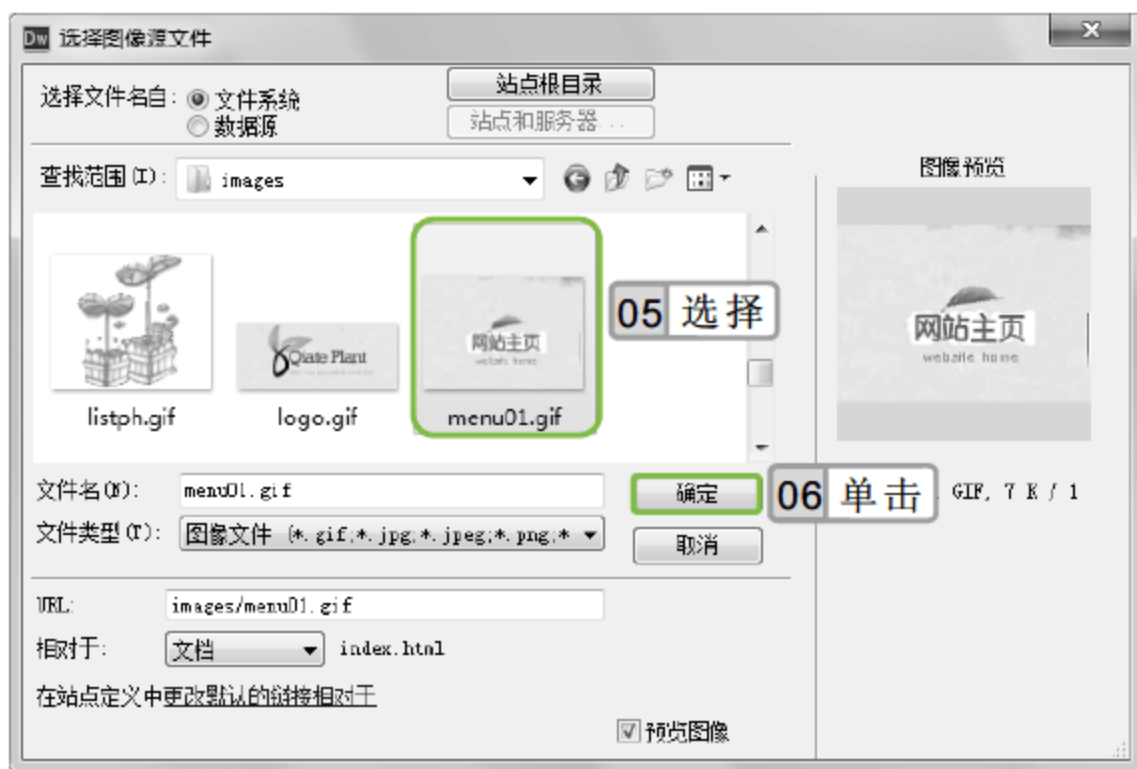 Dw 选择图像源文件
选择文件名自: 文件系统
数据源
站点根目录
站点和服务器...
查找范围(I): images
图像预览
Qiate Plant
网站主页
website home
05 选择
网站主页
website home
listph.gif
logo.gif
menu01.gif
文件名(N): menu01.gif
确定
06 单击
GIF, 7 K / 1
文件类型(T): 图像文件 (*.gif;*.jpg;*.jpeg;*.png;*
取消
URL: images/menu01.gif
相对于: 文档 index.html
在站点定义中更改默认的链接相对于
预览图像